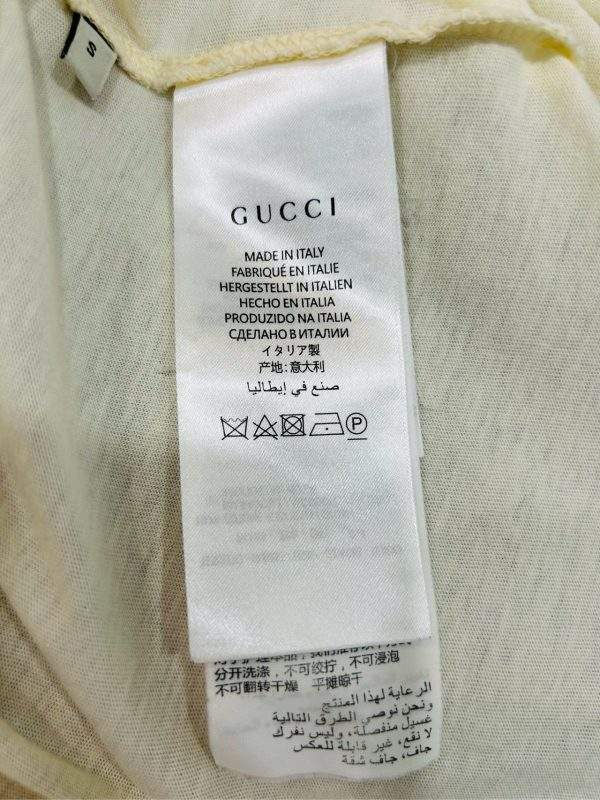 S
GUCCI
MADE IN ITALY
FABRIQUÉ EN ITALIE
HERGESTELLT IN ITALIEN
HECHO EN ITALIA
PRODUZIDO NA ITALIA
СДЕЛАНО В ИТАЛИИ
イタリア製
产地:意大利
صنع في إيطاليا
P
分开洗涤，不可绞拧，不可浸泡
不可翻转干燥 平摊晾干
الرعاية لهذا المنتج
ونحن نوصي الطرق التالية
غسيل منفصلة، وليس نفرك
لا نقع، غير قابلة للعكس
جاف، جاف شقة